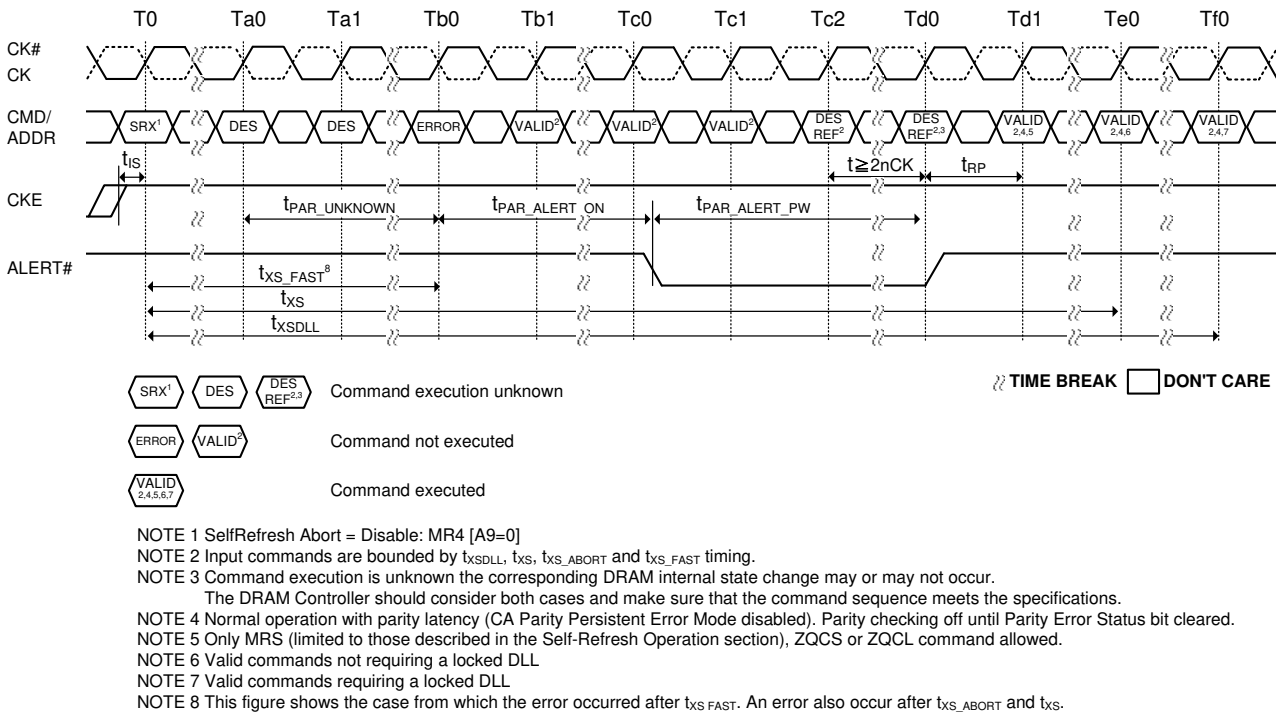 T0 Ta0 Ta1 Tb0 Tb1 Tc0 Tc1 Tc2 Td0 Td1 Te0 Tf0
CK#
CK
CMD/
ADDR
SRX1 DES DES ERROR VALID2 VALID2 VALID2 DES REF2 DES REF2,3 VALID 2,4,5 VALID 2,4,6 VALID 2,4,7
tIS t≧2nCK tRP
CKE
tPAR_UNKNOWN tPAR_ALERT_ON tPAR_ALERT_PW
ALERT#
tXS_FAST8
tXS
tXSDLL
SRX1 DES DES REF2,3 Command execution unknown
TIME BREAK DON'T CARE
ERROR VALID2 Command not executed
VALID 2,4,5,6,7 Command executed
NOTE 1 SelfRefresh Abort = Disable: MR4 [A9=0]
NOTE 2 Input commands are bounded by tXSDLL, tXS, tXS_ABORT and tXS_FAST timing.
NOTE 3 Command execution is unknown the corresponding DRAM internal state change may or may not occur.
The DRAM Controller should consider both cases and make sure that the command sequence meets the specifications.
NOTE 4 Normal operation with parity latency (CA Parity Persistent Error Mode disabled). Parity checking off until Parity Error Status bit cleared.
NOTE 5 Only MRS (limited to those described in the Self-Refresh Operation section), ZQCS or ZQCL command allowed.
NOTE 6 Valid commands not requiring a locked DLL
NOTE 7 Valid commands requiring a locked DLL
NOTE 8 This figure shows the case from which the error occurred after tXS FAST. An error also occur after tXS_ABORT and tXS.